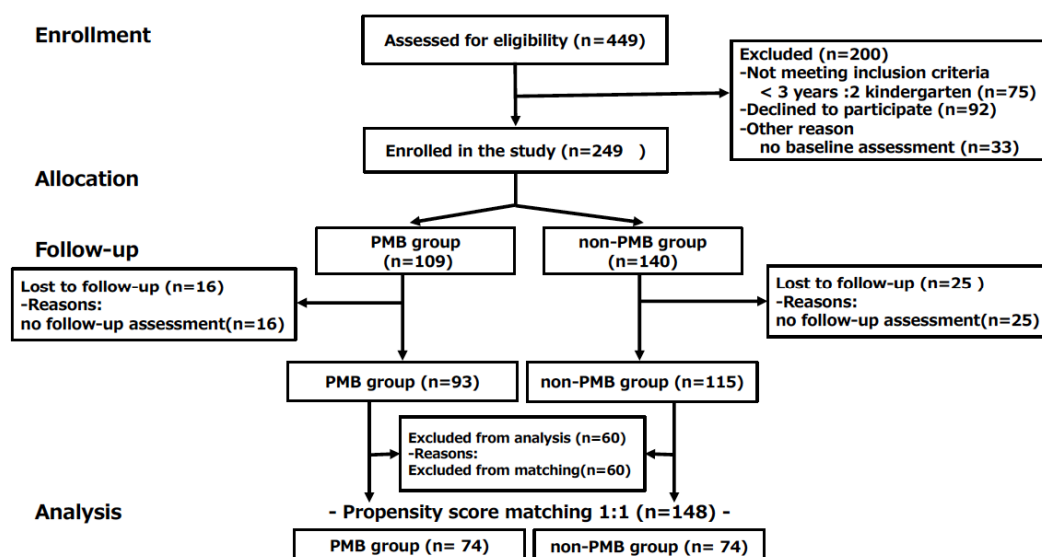 Enrollment
Assessed for eligibility (n=449)
Excluded (n=200)
-Not meeting inclusion criteria
< 3 years :2 kindergarten (n=75)
-Declined to participate (n=92)
-Other reason
no baseline assessment (n=33)
Enrolled in the study (n=249 )
Allocation
PMB group
(n=109)
non-PMB group
(n=140)
Follow-up
Lost to follow-up (n=16)
-Reasons:
no follow-up assessment(n=16)
Lost to follow-up (n=25 )
-Reasons:
no follow-up assessment(n=25)
PMB group (n=93)
non-PMB group (n=115)
Excluded from analysis (n=60)
-Reasons:
Excluded from matching(n=60)
Analysis
- Propensity score matching 1:1 (n=148) -
PMB group (n= 74)
non-PMB group (n= 74)